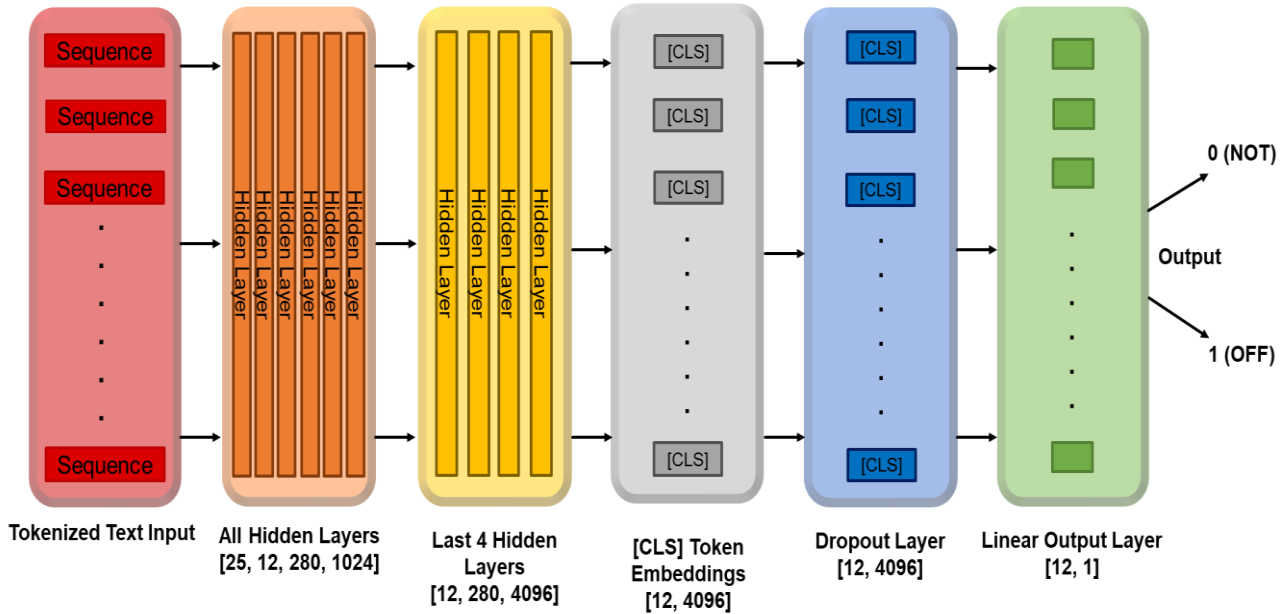 Sequence
Sequence
Sequence
Sequence
Tokenized Text Input
Hidden Layer
Hidden Layer
Hidden Layer
Hidden Layer
Hidden Layer
Hidden Layer
All Hidden Layers
[25, 12, 280, 1024]
Hidden Layer
Hidden Layer
Hidden Layer
Hidden Layer
Last 4 Hidden
Layers
[12, 280, 4096]
[CLS]
[CLS]
[CLS]
[CLS]
[CLS] Token
Embeddings
[12, 4096]
[CLS]
[CLS]
[CLS]
[CLS]
Dropout Layer
[12, 4096]
Linear Output Layer
[12, 1]
0 (NOT)
Output
1 (OFF)